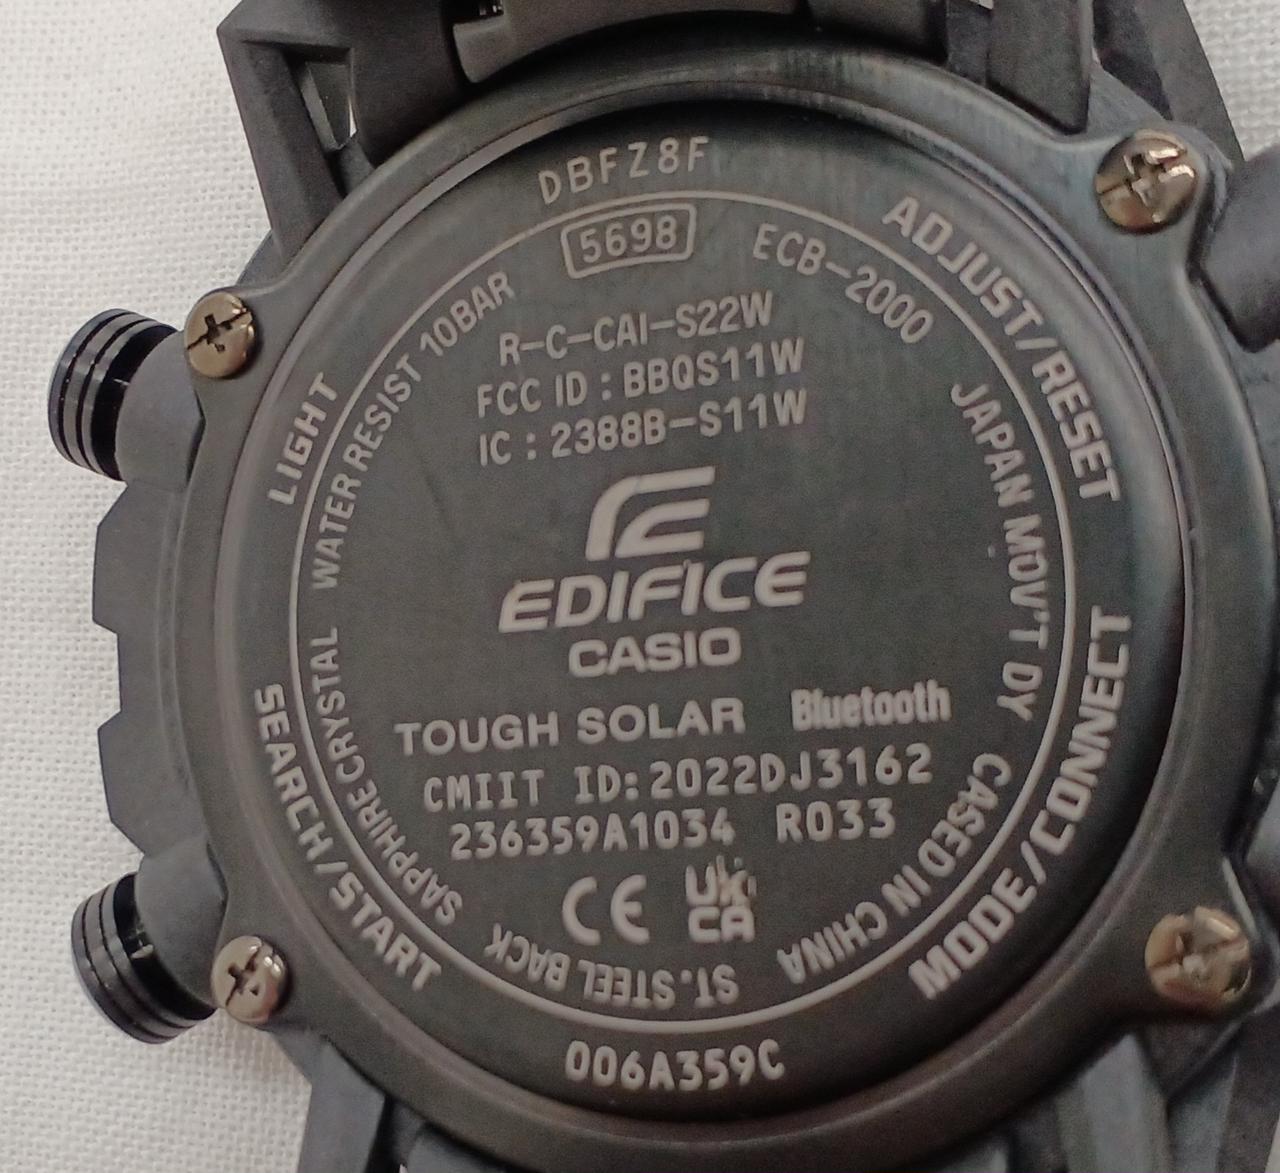 DBFZ8F
5698
ECB-2000
ADJUST/RESET
LIGHT
WATER RESIST 10BAR
R-C-CAI-S22W
FCC ID : BBQS11W
IC : 2388B-S11W
JAPAN MOV'T DY
EDIFICE
CASIO
TOUGH SOLAR Bluetooth
CMIIT ID:2022DJ3162
236359A1034 R033
CE UK
CA
SAPPHIRE CRYSTAL
SEARCH/START
ST. STEEL BACK
CASED IN CHINA
MODE/CONNECT
006A359C